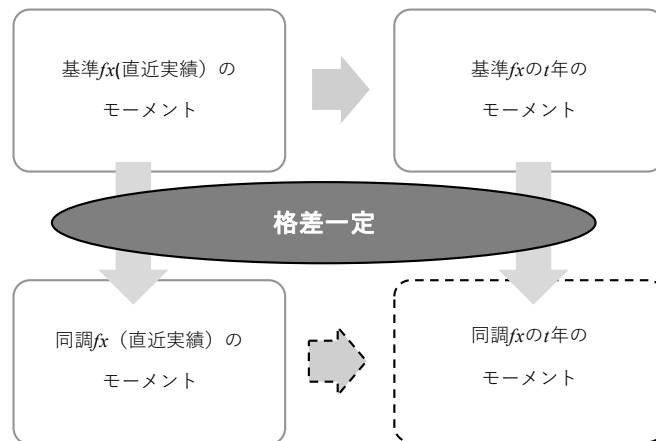 基準fx(直近実績）の
モーメント
基準fxのt年の
モーメント
格差一定
同調fx（直近実績）の
モーメント
同調fxのt年の
モーメント